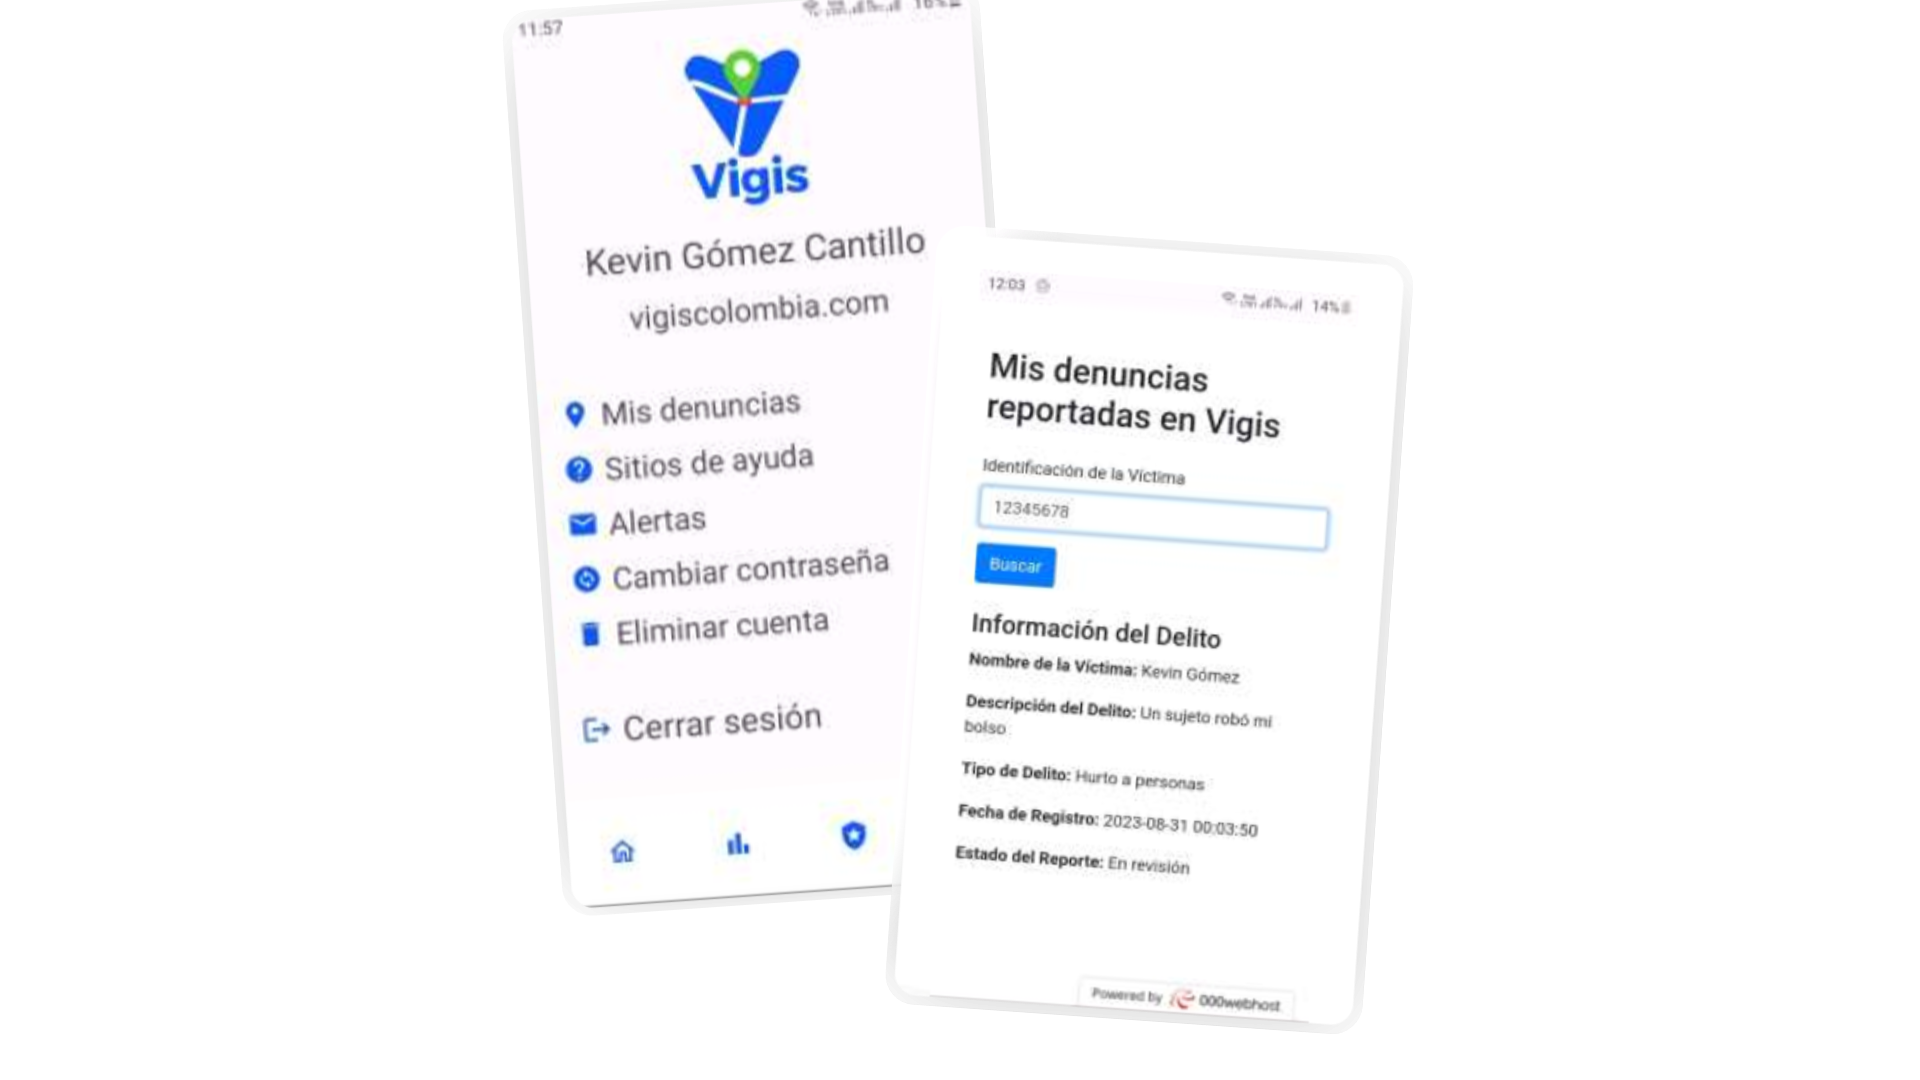 11:57
16%
Vigis
Kevin Gómez Cantillo
vigiscolombia.com
Mis denuncias
Sitios de ayuda
Alertas
Cambiar contraseña
Eliminar cuenta
Cerrar sesión
12:03
14%
Mis denuncias
reportadas en Vigis
Identificación de la Víctima
12345678
Buscar
Información del Delito
Nombre de la Víctima: Kevin Gómez
Descripción del Delito: Un sujeto robó mi
bolso
Tipo de Delito: Hurto a personas
Fecha de Registro: 2023-08-31 00:03:50
Estado del Reporte: En revisión
Powered by 000webhost